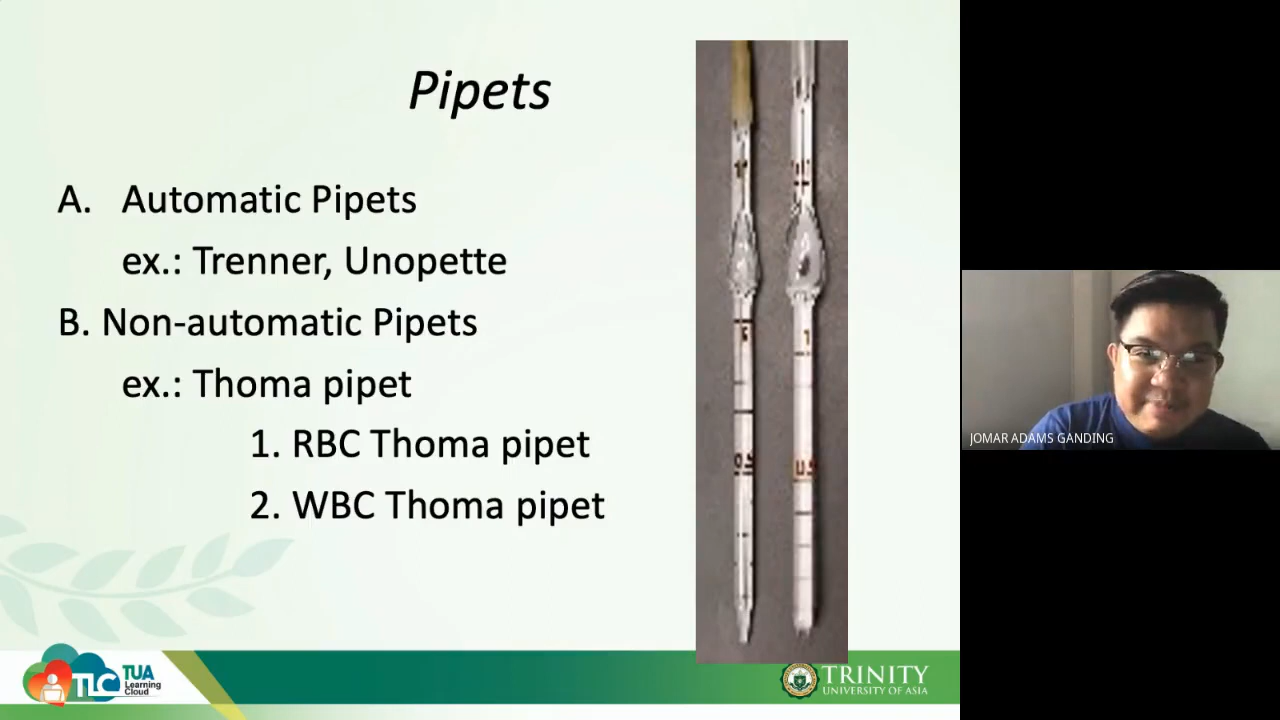 Pipets
A. Automatic Pipets
ex.: Trenner, Unopette
B. Non-automatic Pipets
ex.: Thoma pipet
1. RBC Thoma pipet
2. WBC Thoma pipet
JOMAR ADAMS GANDING
TLC TUA
Learning
Cloud
TRINITY
UNIVERSITY OF ASIA